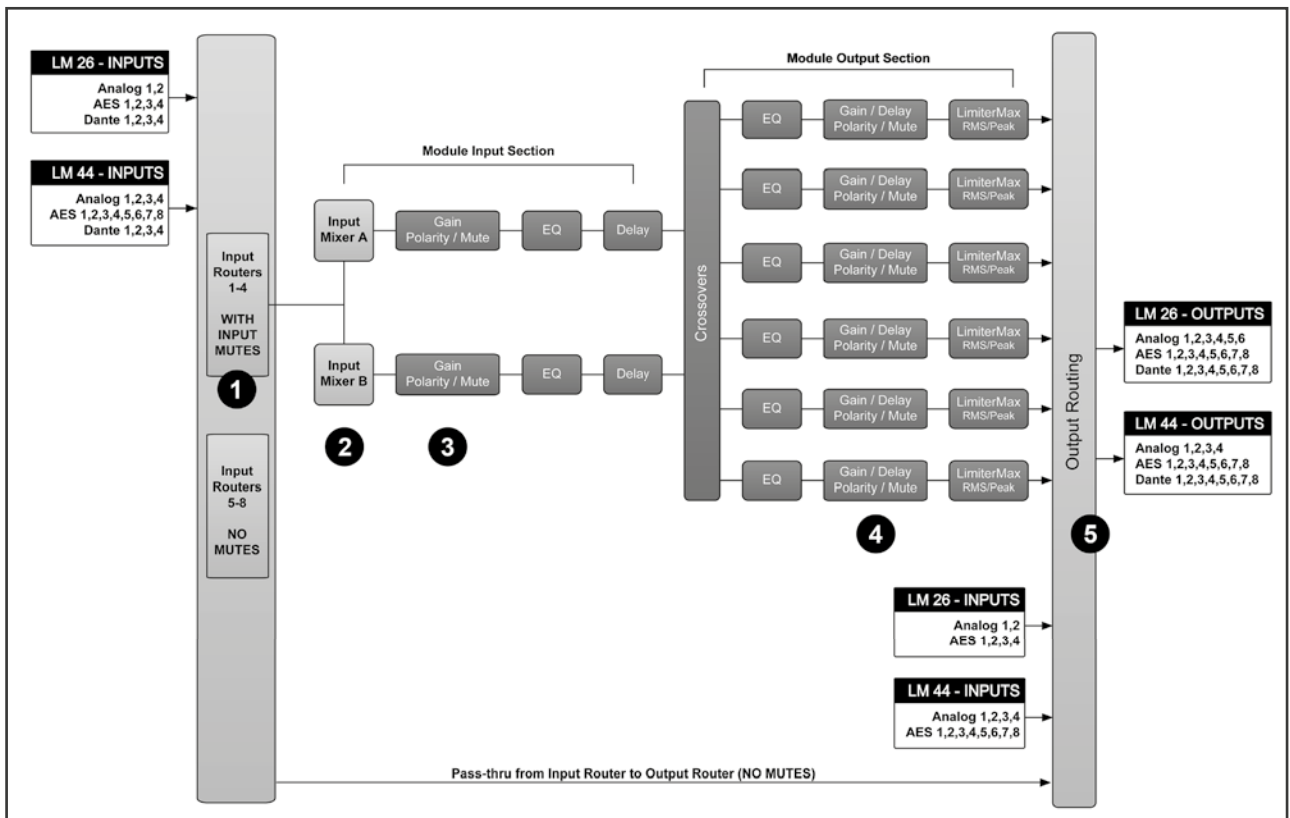 LM 26 - INPUTS
Analog 1,2
AES 1,2,3,4
Dante 1,2,3,4
LM 44 - INPUTS
Analog 1,2,3,4
AES 1,2,3,4,5,6,7,8
Dante 1,2,3,4
Input
Routers
1-4
WITH
INPUT
MUTES
1
Input
Routers
5-8
NO
MUTES
Module Input Section
Input
Mixer A
Gain
Polarity / Mute
EQ
Delay
Input
Mixer B
Gain
Polarity / Mute
EQ
Delay
2
3
Crossovers
Module Output Section
EQ
Gain / Delay
Polarity / Mute
LimiterMax
RMS/Peak
EQ
Gain / Delay
Polarity / Mute
LimiterMax
RMS/Peak
EQ
Gain / Delay
Polarity / Mute
LimiterMax
RMS/Peak
EQ
Gain / Delay
Polarity / Mute
LimiterMax
RMS/Peak
EQ
Gain / Delay
Polarity / Mute
LimiterMax
RMS/Peak
EQ
Gain / Delay
Polarity / Mute
LimiterMax
RMS/Peak
4
Output Routing
5
LM 26 - OUTPUTS
Analog 1,2,3,4,5,6
AES 1,2,3,4,5,6,7,8
Dante 1,2,3,4,5,6,7,8
LM 44 - OUTPUTS
Analog 1,2,3,4
AES 1,2,3,4,5,6,7,8
Dante 1,2,3,4,5,6,7,8
LM 26 - INPUTS
Analog 1,2
AES 1,2,3,4
LM 44 - INPUTS
Analog 1,2,3,4
AES 1,2,3,4,5,6,7,8
Pass-thru from Input Router to Output Router (NO MUTES)